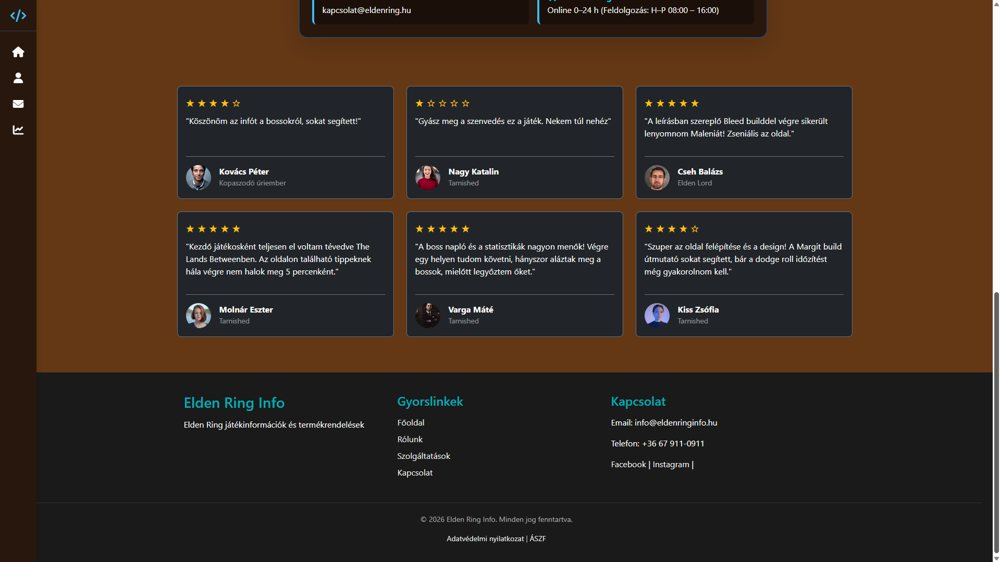 kapcsolat@eldenring.hu
Online 0–24 h (Feldolgozás: H–P 08:00 – 16:00)
"Köszönöm az infót a bossokról, sokat segített!"
Kovács Péter
Kopaszodó úriember
"Gyász meg a szenvedés ez a játék. Nekem túl nehéz"
Nagy Katalin
Tarnished
"A leírásban szereplő Bleed builddel végre sikerült
lenyomnom Maleniát! Zseniális az oldal."
Cseh Balázs
Elden Lord
"Kezdő játékosként teljesen el voltam tévedve The
Lands Betweenben. Az oldalon található tippeknek
hála végre nem halok meg 5 percenként."
Molnár Eszter
Tarnished
"A boss napló és a statisztikák nagyon menők! Végre
egy helyen tudom követni, hányszor aláztak meg a
bossok, mielőtt legyőztem őket."
Varga Máté
Tarnished
"Szuper az oldal felépítése és a design! A Margit build
útmutató sokat segített, bár a dodge roll időzítést
még gyakorolnom kell."
Kiss Zsófia
Tarnished
Elden Ring Info
Elden Ring játékinformációk és termékrendelések
Gyorslinkek
Főoldal
Rólunk
Szolgáltatások
Kapcsolat
Kapcsolat
Email: info@eldenringinfo.hu
Telefon: +36 67 911-0911
Facebook | Instagram |
© 2026 Elden Ring Info. Minden jog fenntartva.
Adatvédelmi nyilatkozat | ÁSZF